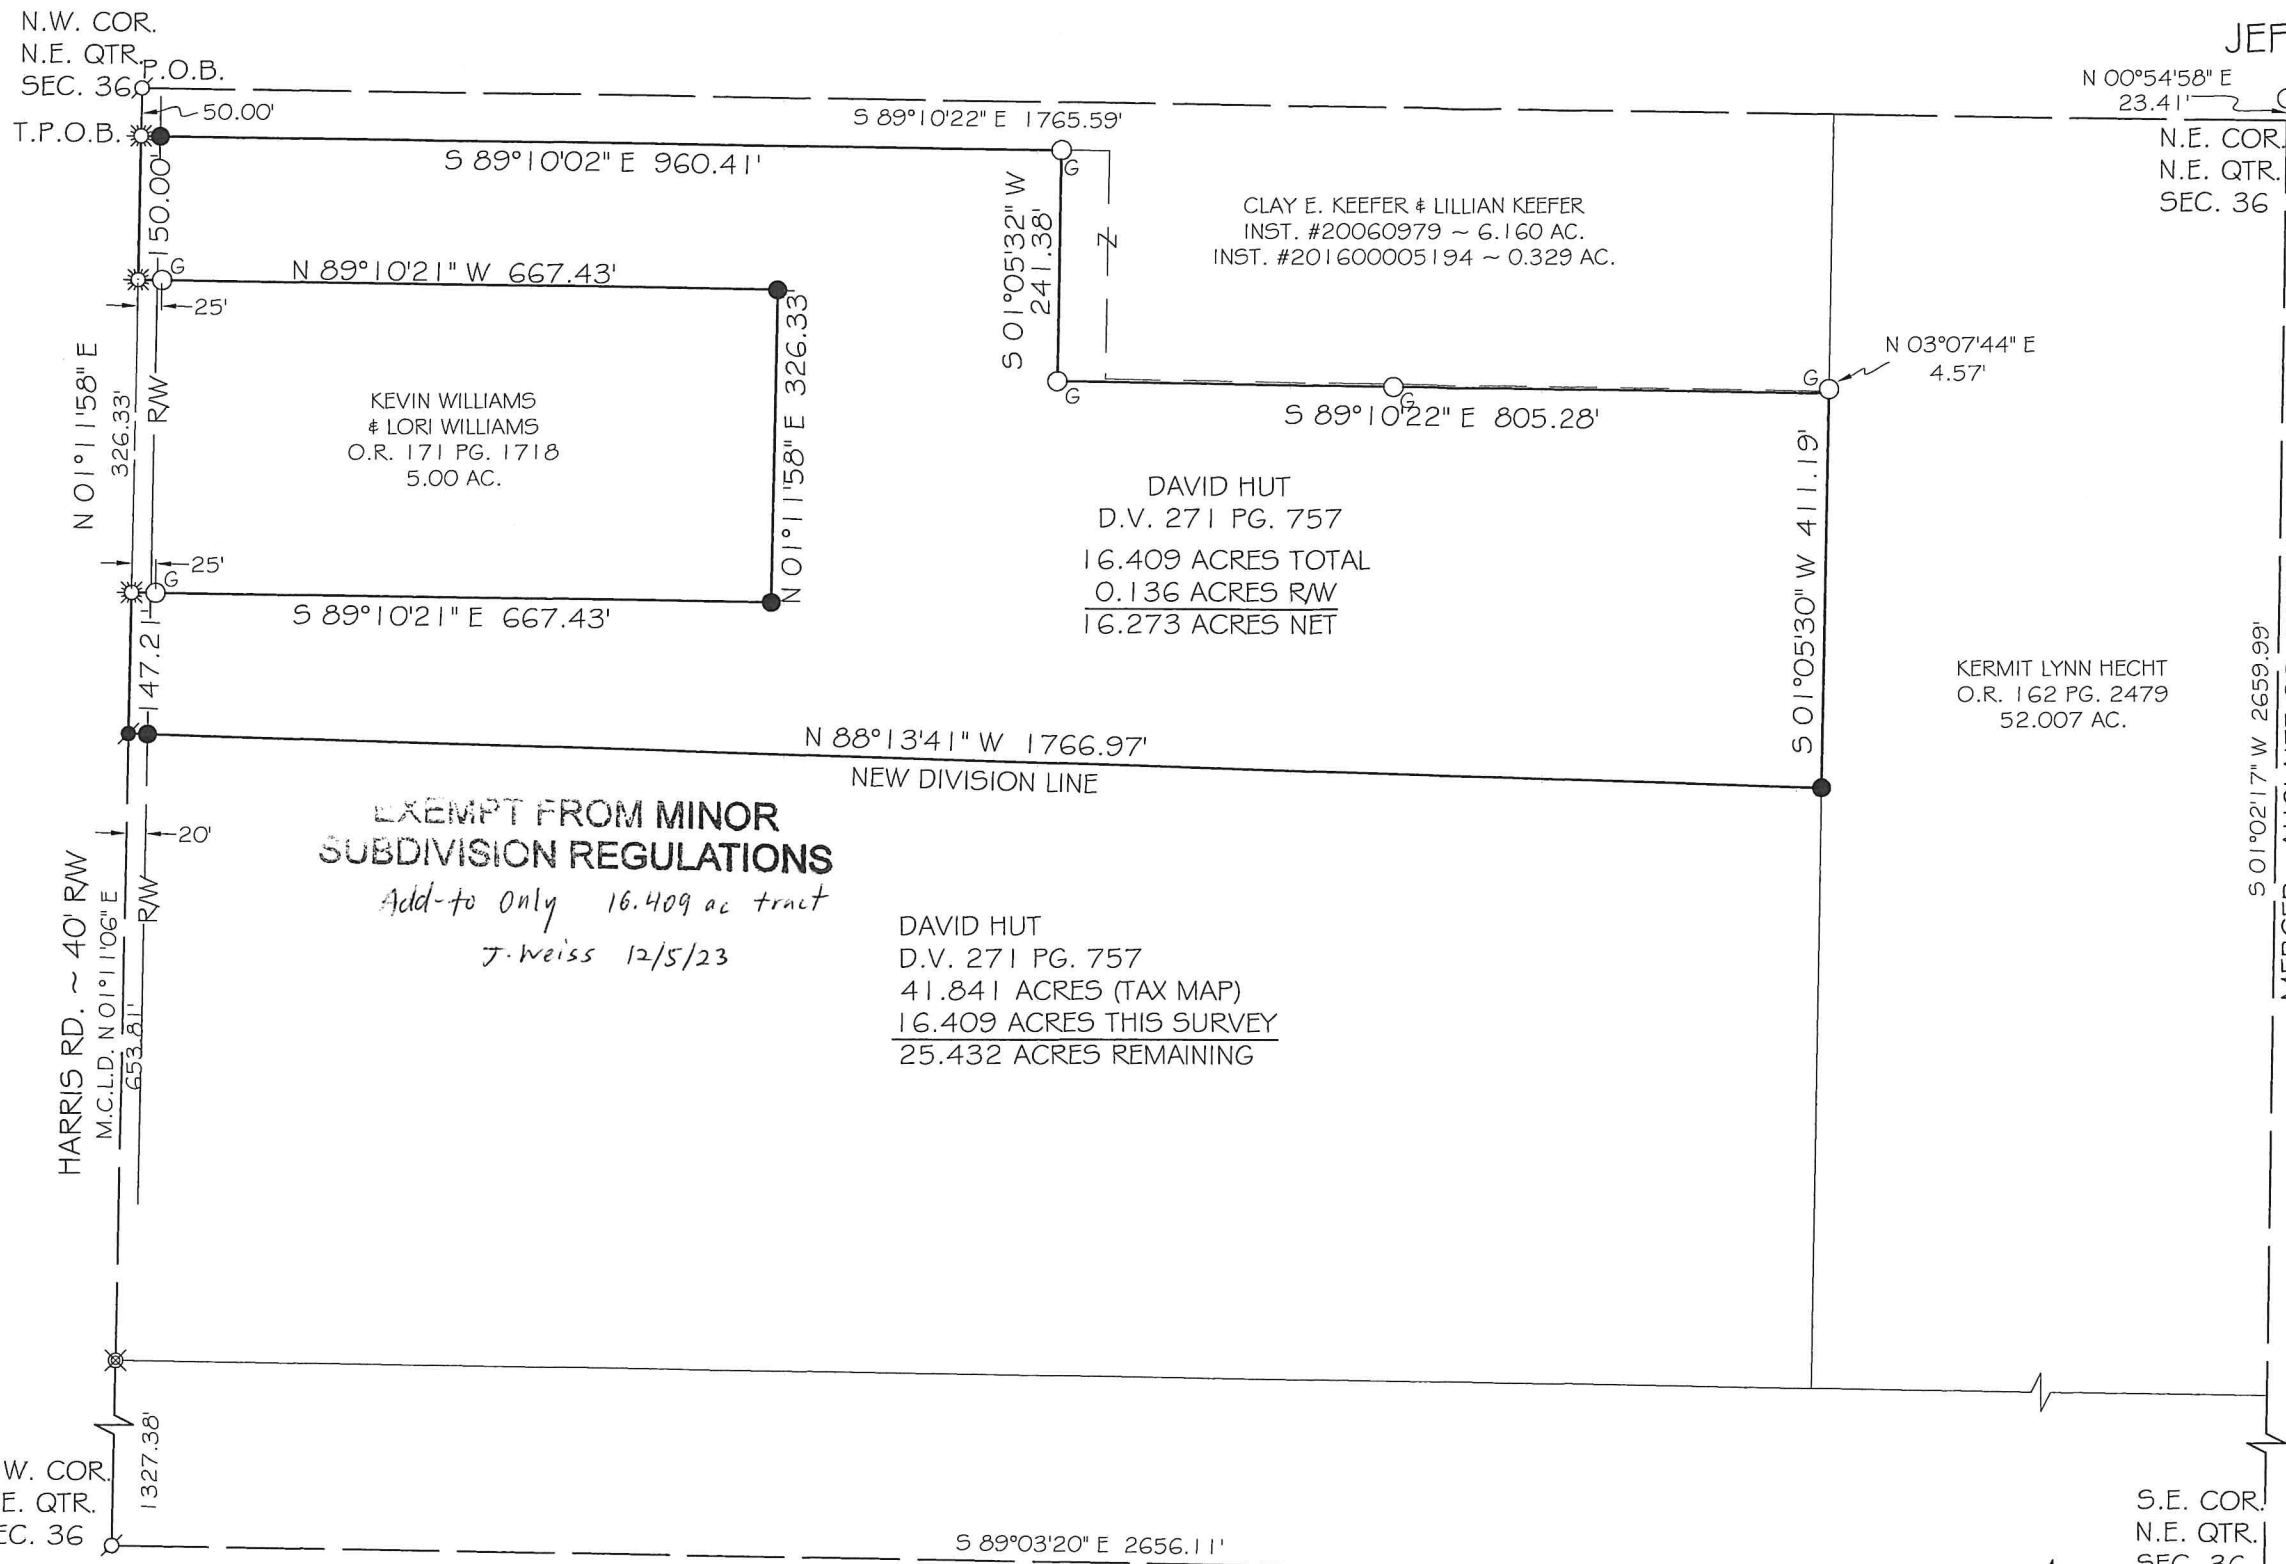 N.W. COR.
N.E. QTR.
SEC. 36
P.O.B.
50.00'
T.P.O.B.
S 89°10'22" E 1765.59'
JEF
N 00°54'58" E
23.41'
N.E. COR.
N.E. QTR.
SEC. 36
S 89°10'02" E 960.41'
150.00'
G
G
S 01°05'32" W
241.38'
Z
CLAY E. KEEFER & LILLIAN KEEFER
INST. #20060979 ~ 6.160 AC.
INST. #201600005194 ~ 0.329 AC.
N 89°10'21" W 667.43'
25'
N 01°11'58" E
326.33'
R/W
KEVIN WILLIAMS
& LORI WILLIAMS
O.R. 171 PG. 1718
5.00 AC.
N 01°11'58" E 326.33'
N 03°07'44" E
4.57'
G
G
G
S 89°10'22" E 805.28'
DAVID HUT
D.V. 271 PG. 757
16.409 ACRES TOTAL
0.136 ACRES R/W
16.273 ACRES NET
S 01°05'30" W 411.19'
25'
G
S 89°10'21" E 667.43'
147.21'
KERMIT LYNN HECHT
O.R. 162 PG. 2479
52.007 AC.
S 01°02'17" W 2659.99'
N 88°13'41" W 1766.97'
NEW DIVISION LINE
EXEMPT FROM MINOR
SUBDIVISION REGULATIONS
Add-to Only 16.409 ac tract
J. Weiss 12/5/23
20'
HARRIS RD. ~ 40' R/W
M.C.L.D. N 01°11'06" E
653.81'
R/W
DAVID HUT
D.V. 271 PG. 757
41.841 ACRES (TAX MAP)
16.409 ACRES THIS SURVEY
25.432 ACRES REMAINING
1327.38'
W. COR.
E. QTR.
EC. 36
S 89°03'20" E 2656.11'
S.E. COR.
N.E. QTR.
SEC. 36